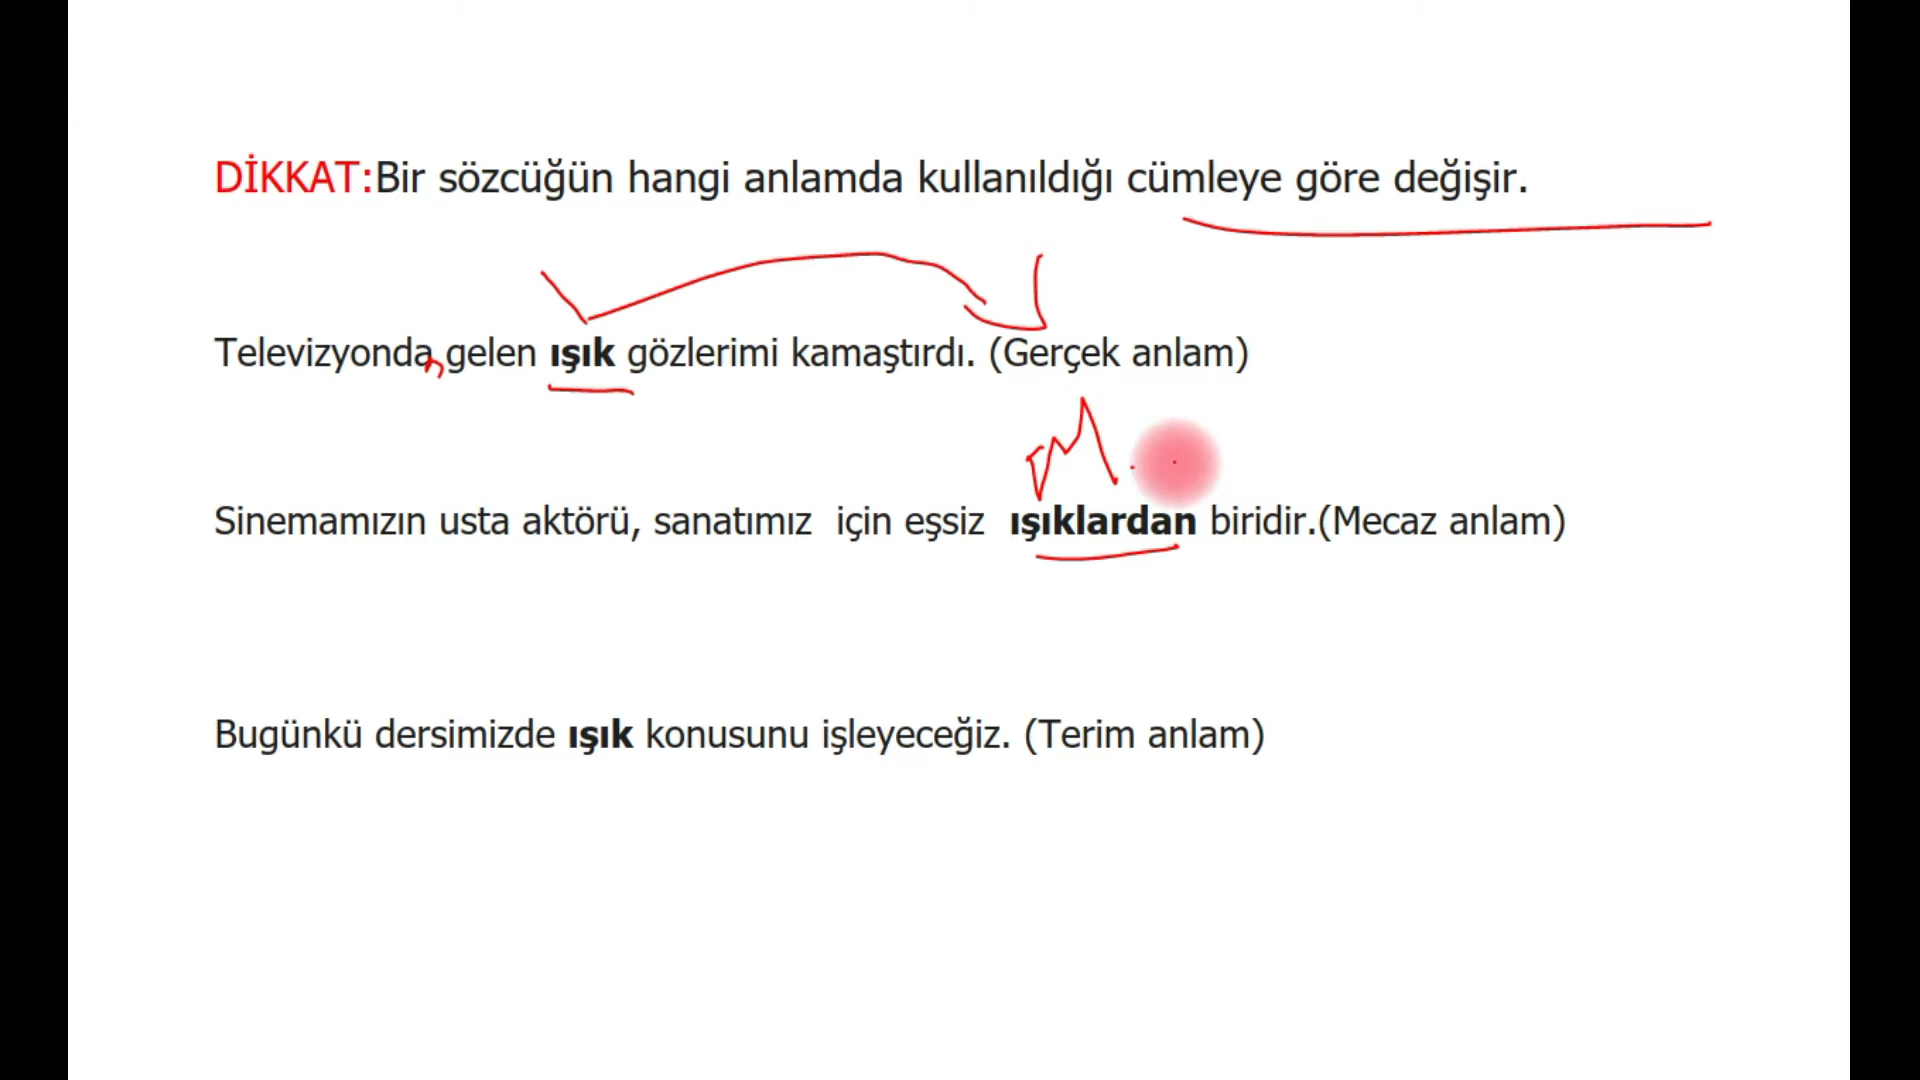 DİKKAT:Bir sözcüğün hangi anlamda kullanıldığı cümleye göre değişir.
Televizyondan gelen ışık gözlerimi kamaştırdı. (Gerçek anlam)
M.
Sinemamızın usta aktörü, sanatımız  için eşsiz  ışıklardan biridir.(Mecaz anlam)
Bugünkü dersimizde ışık konusunu işleyeceğiz. (Terim anlam)